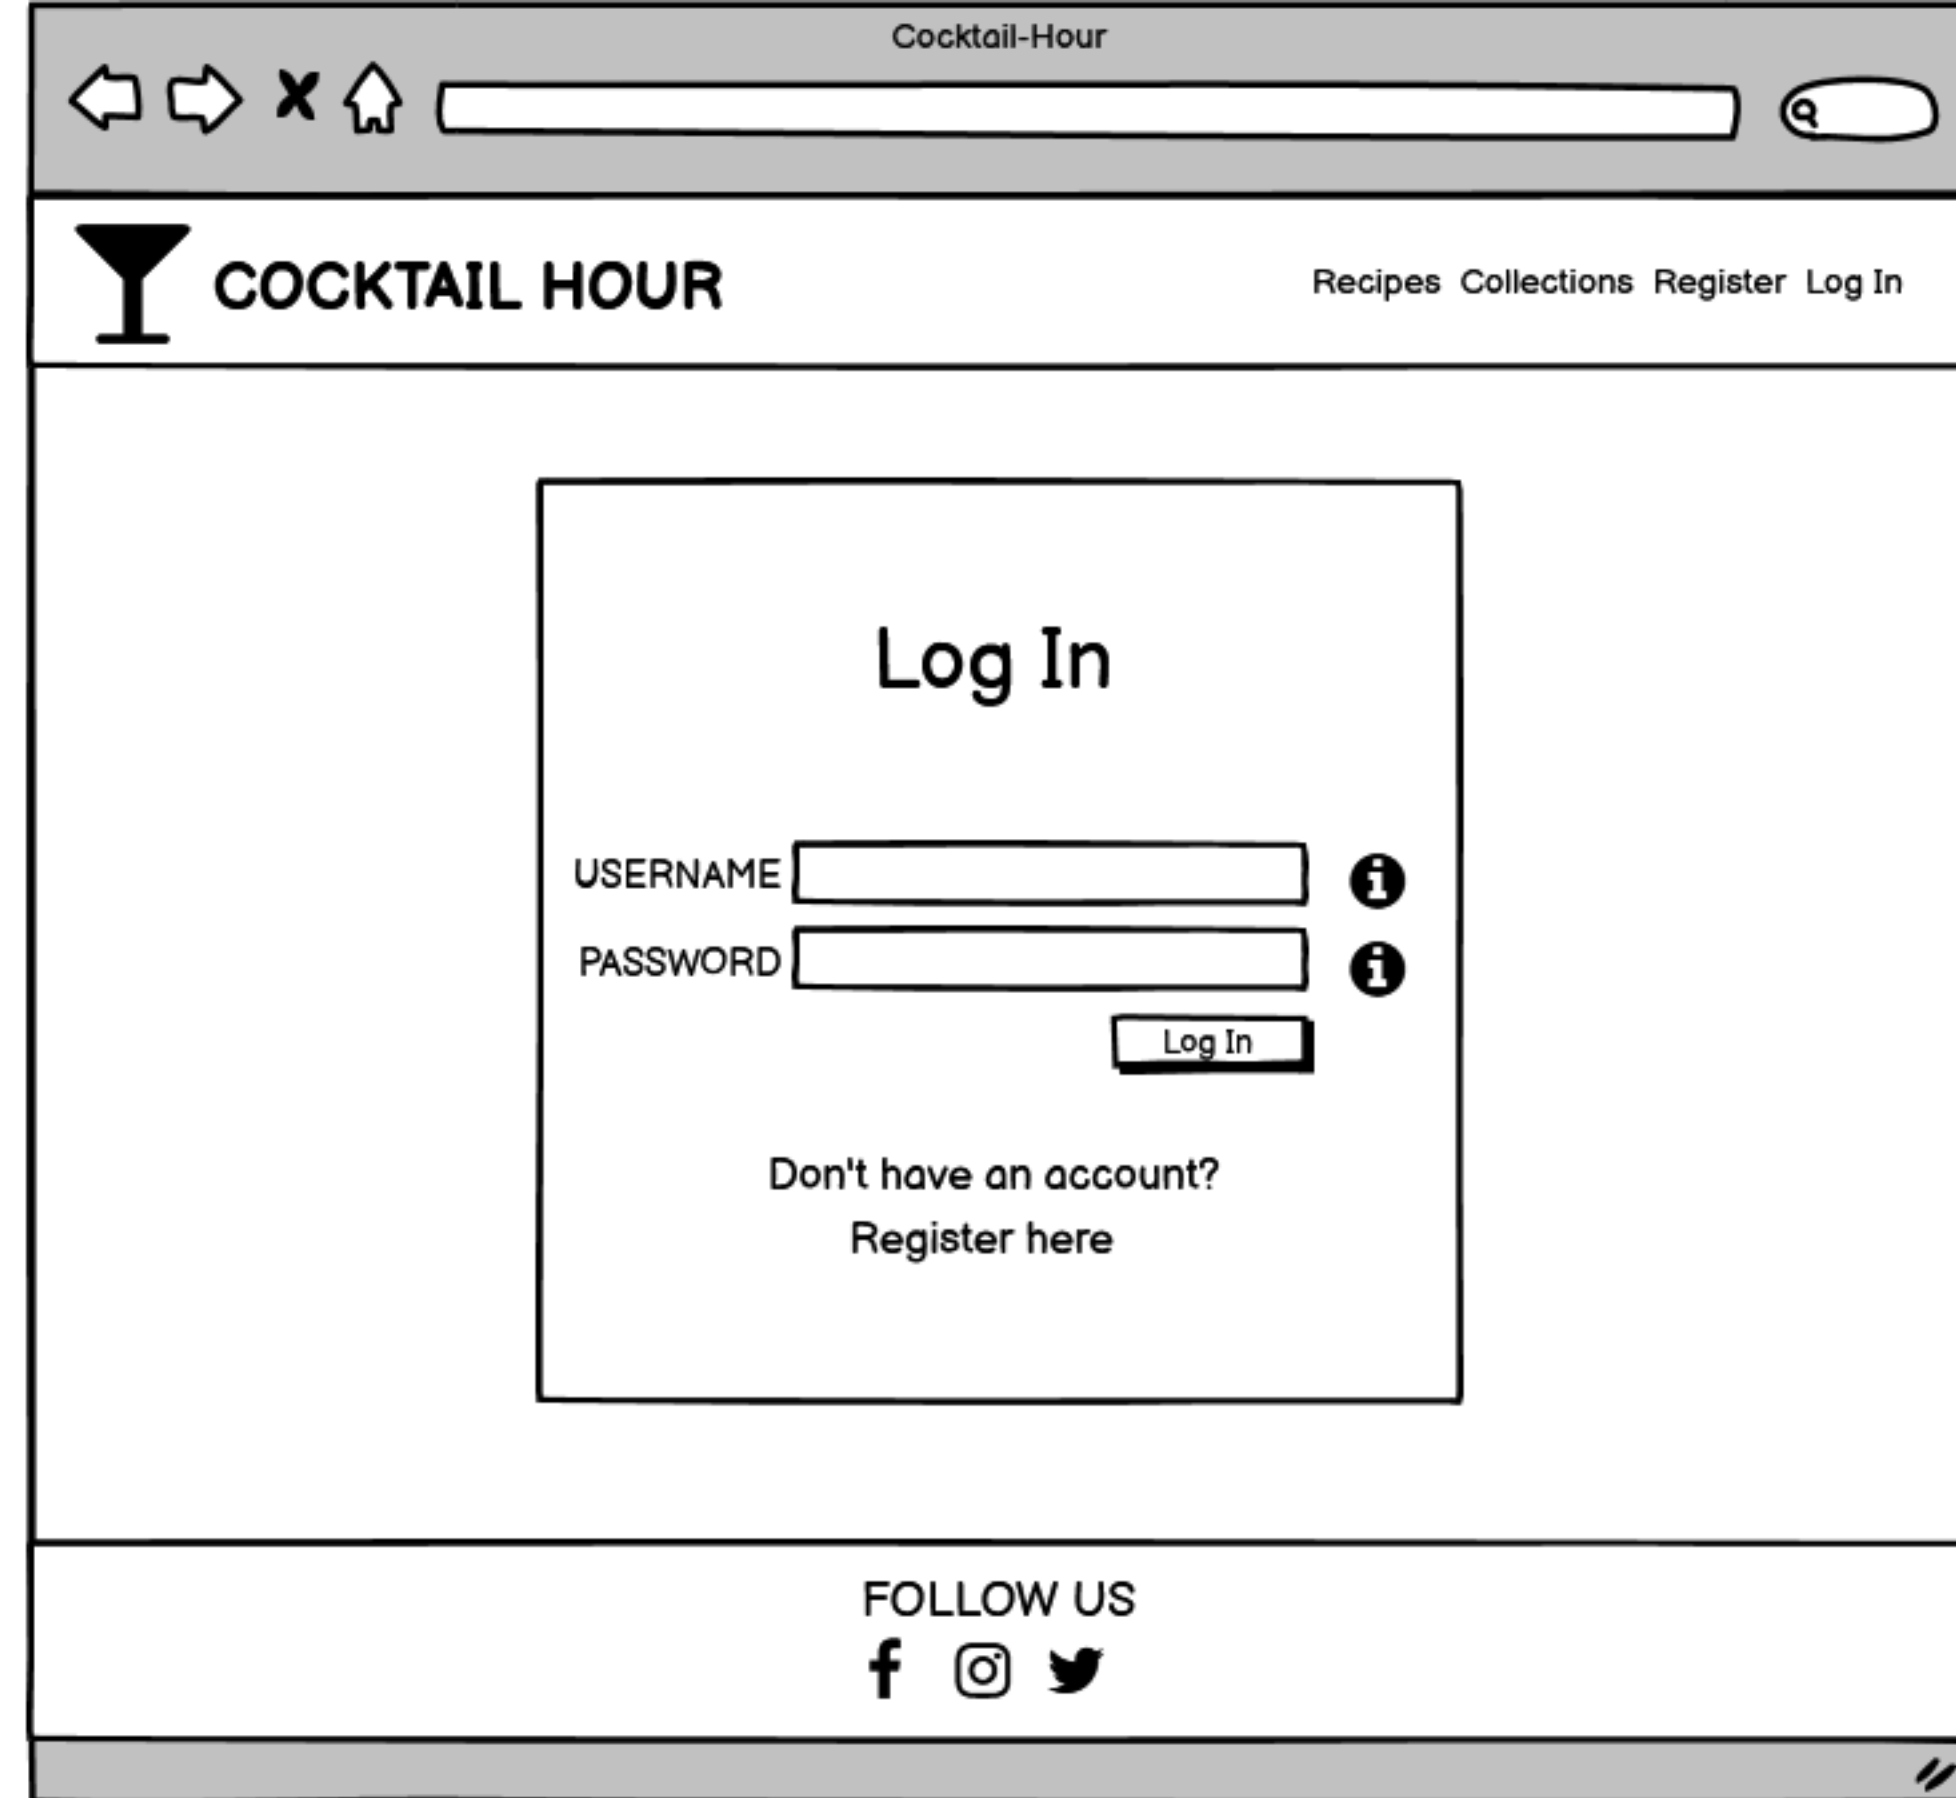 Cocktail-Hour
COCKTAIL HOUR
Recipes Collections Register Log In
Log In
USERNAME
PASSWORD
Log In
Don't have an account?
Register here
FOLLOW US